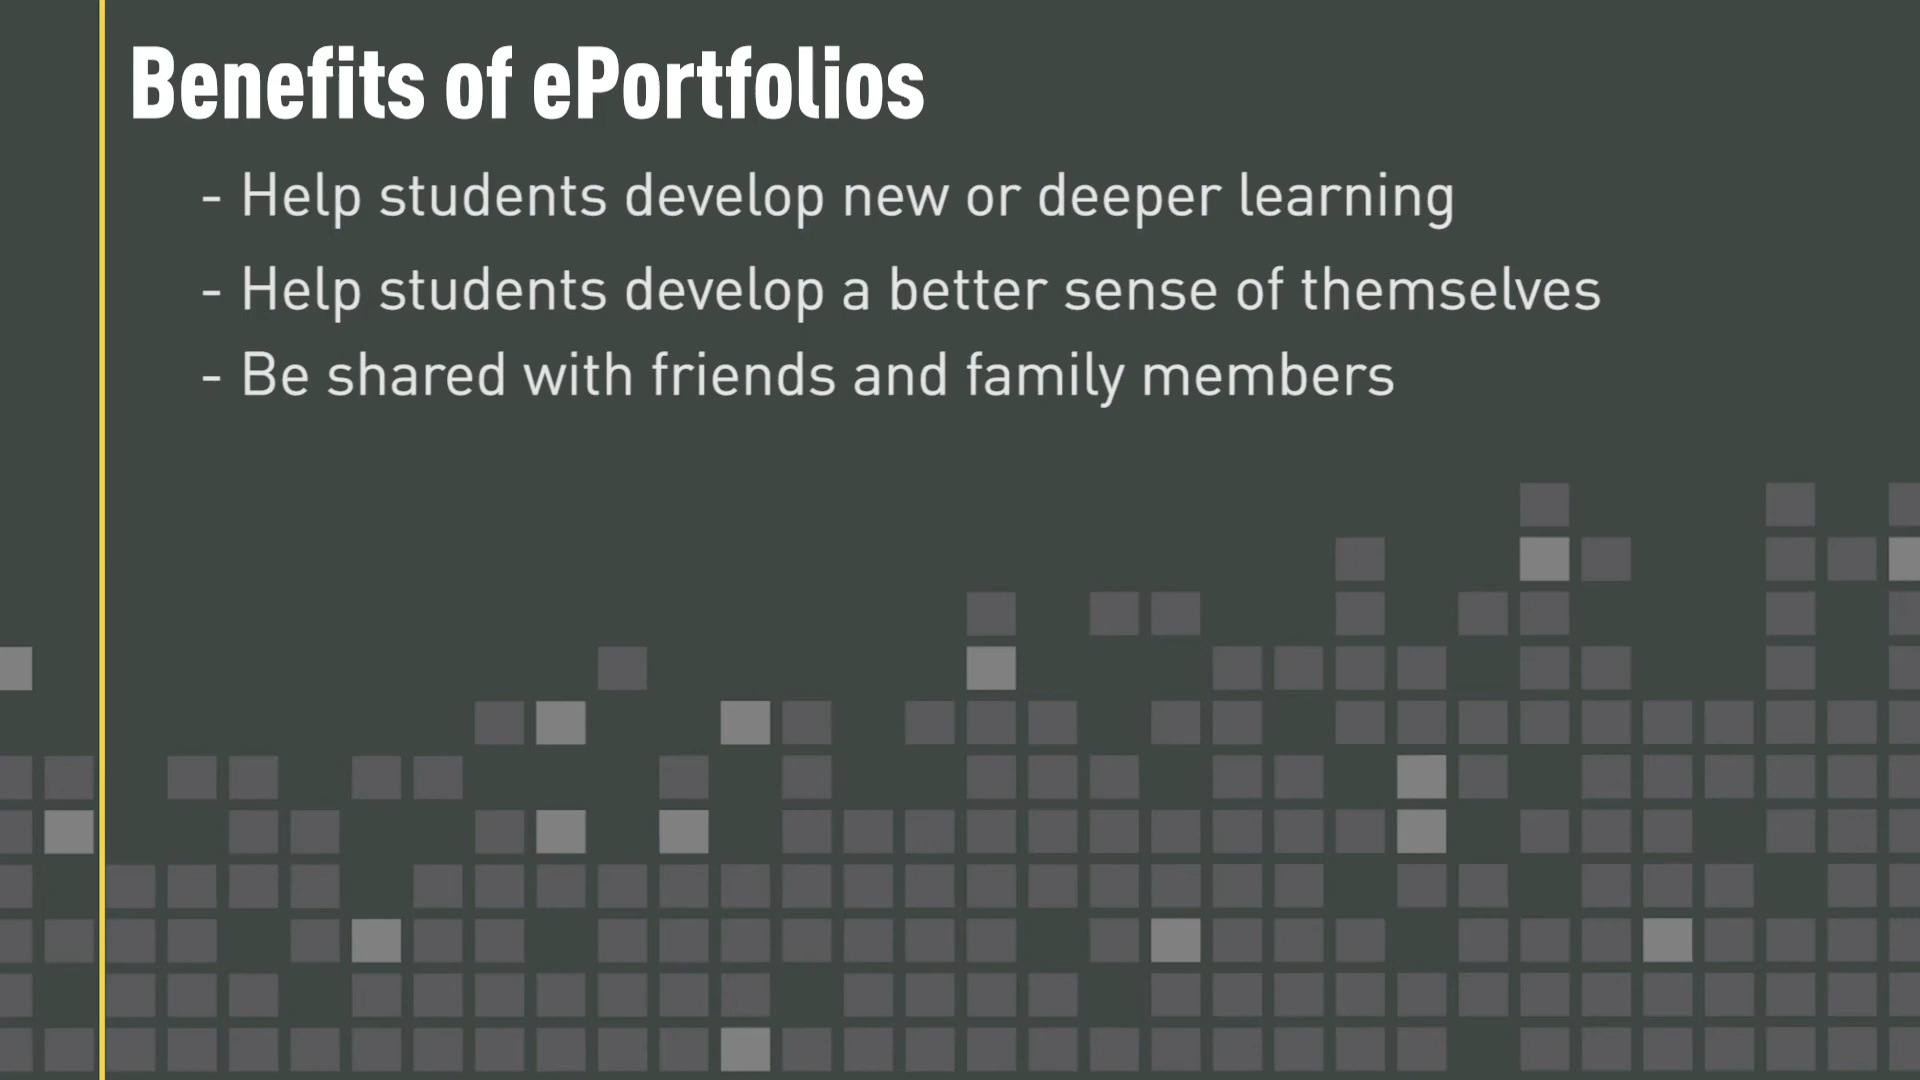 Benefits of ePortfolios
- Help students develop new or deeper learning
- Help students develop a better sense of themselves
- Be shared with friends and family members